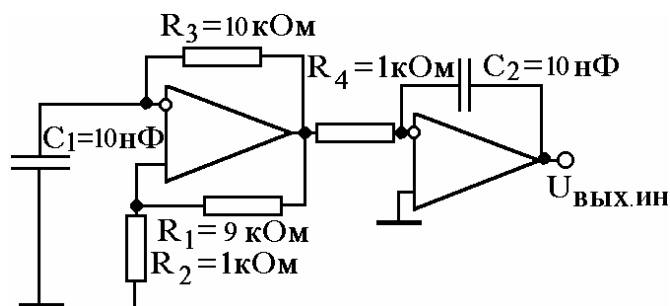 R3 = 10 кОм
R4 = 1кОм
C2 = 10 нФ
C1=10нФ
Uвых.ин
R1 = 9 кОм
R2 = 1кОм